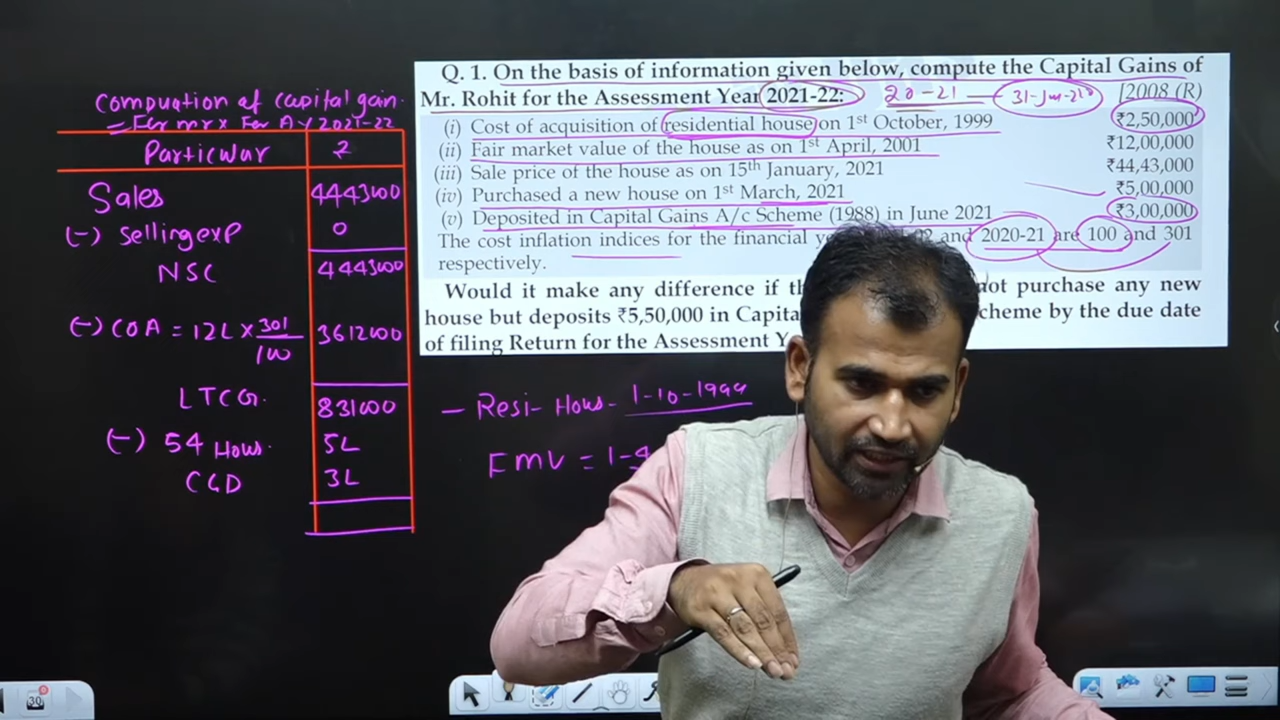 Compuation of capital gain
For mr x For A Y 2021-22
Particular ₹
Sales 4443000
(-) Selling exp 0
NSC 4443000
(-) COA = 12L × 301/100 3612000
LTCG 831000
(-) 54 Hous. 5L
CGD 3L
Q. 1. On the basis of information given below, compute the Capital Gains of
Mr. Rohit for the Assessment Year 2021-22: 20-21 [2008 (R)
(i) Cost of acquisition of residential house on 1st October, 1999 ₹2,50,000
(ii) Fair market value of the house as on 1st April, 2001 ₹12,00,000
(iii) Sale price of the house as on 15th January, 2021 ₹44,43,000
(iv) Purchased a new house on 1st March, 2021 ₹5,00,000
(v) Deposited in Capital Gains A/c Scheme (1988) in June 2021 ₹3,00,000
The cost inflation indices for the financial and 2020-21 are 100 and 301
respectively.
Would it make any difference if not purchase any new
house but deposits ₹5,50,000 in cheme by the due date
of filing Return for the Assessment
- Resi- Hous- 1-10-1999
FMV = 1-
30